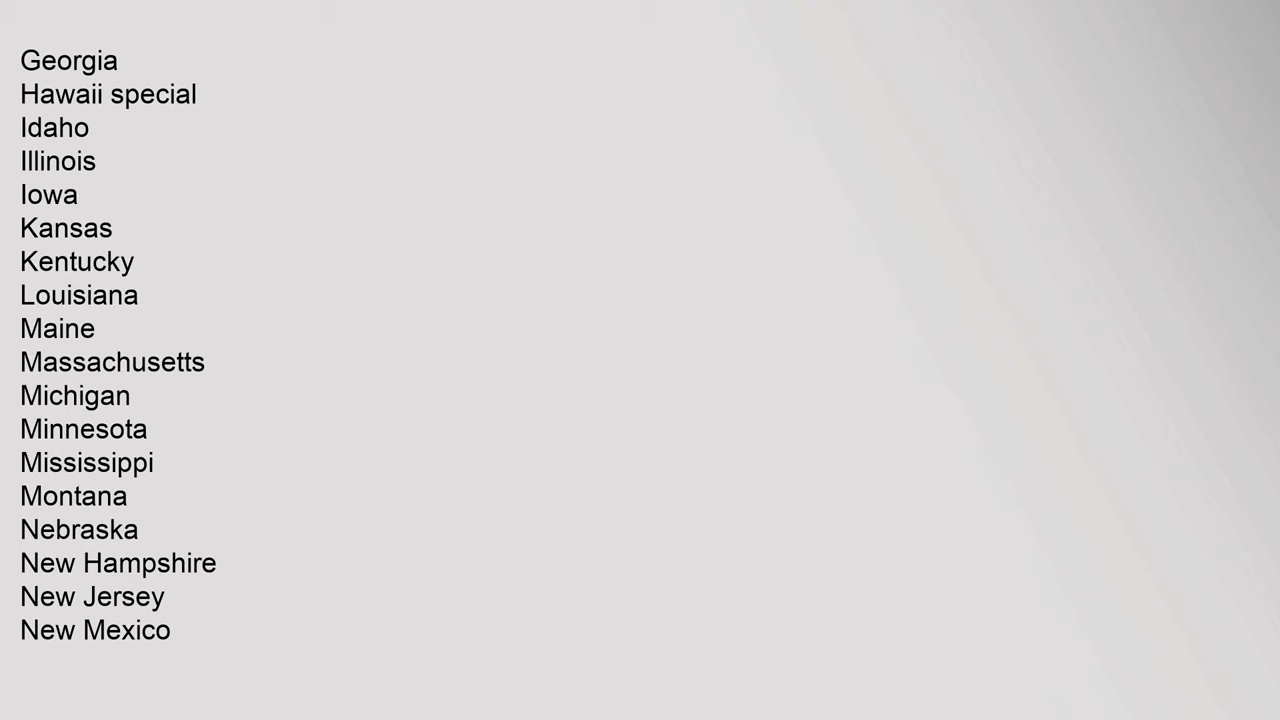 Georgia
Hawaii special
Idaho
Illinois
Iowa
Kansas
Kentucky
Louisiana
Maine
Massachusetts
Michigan
Minnesota
Mississippi
Montana
Nebraska
New Hampshire
New Jersey
New Mexico